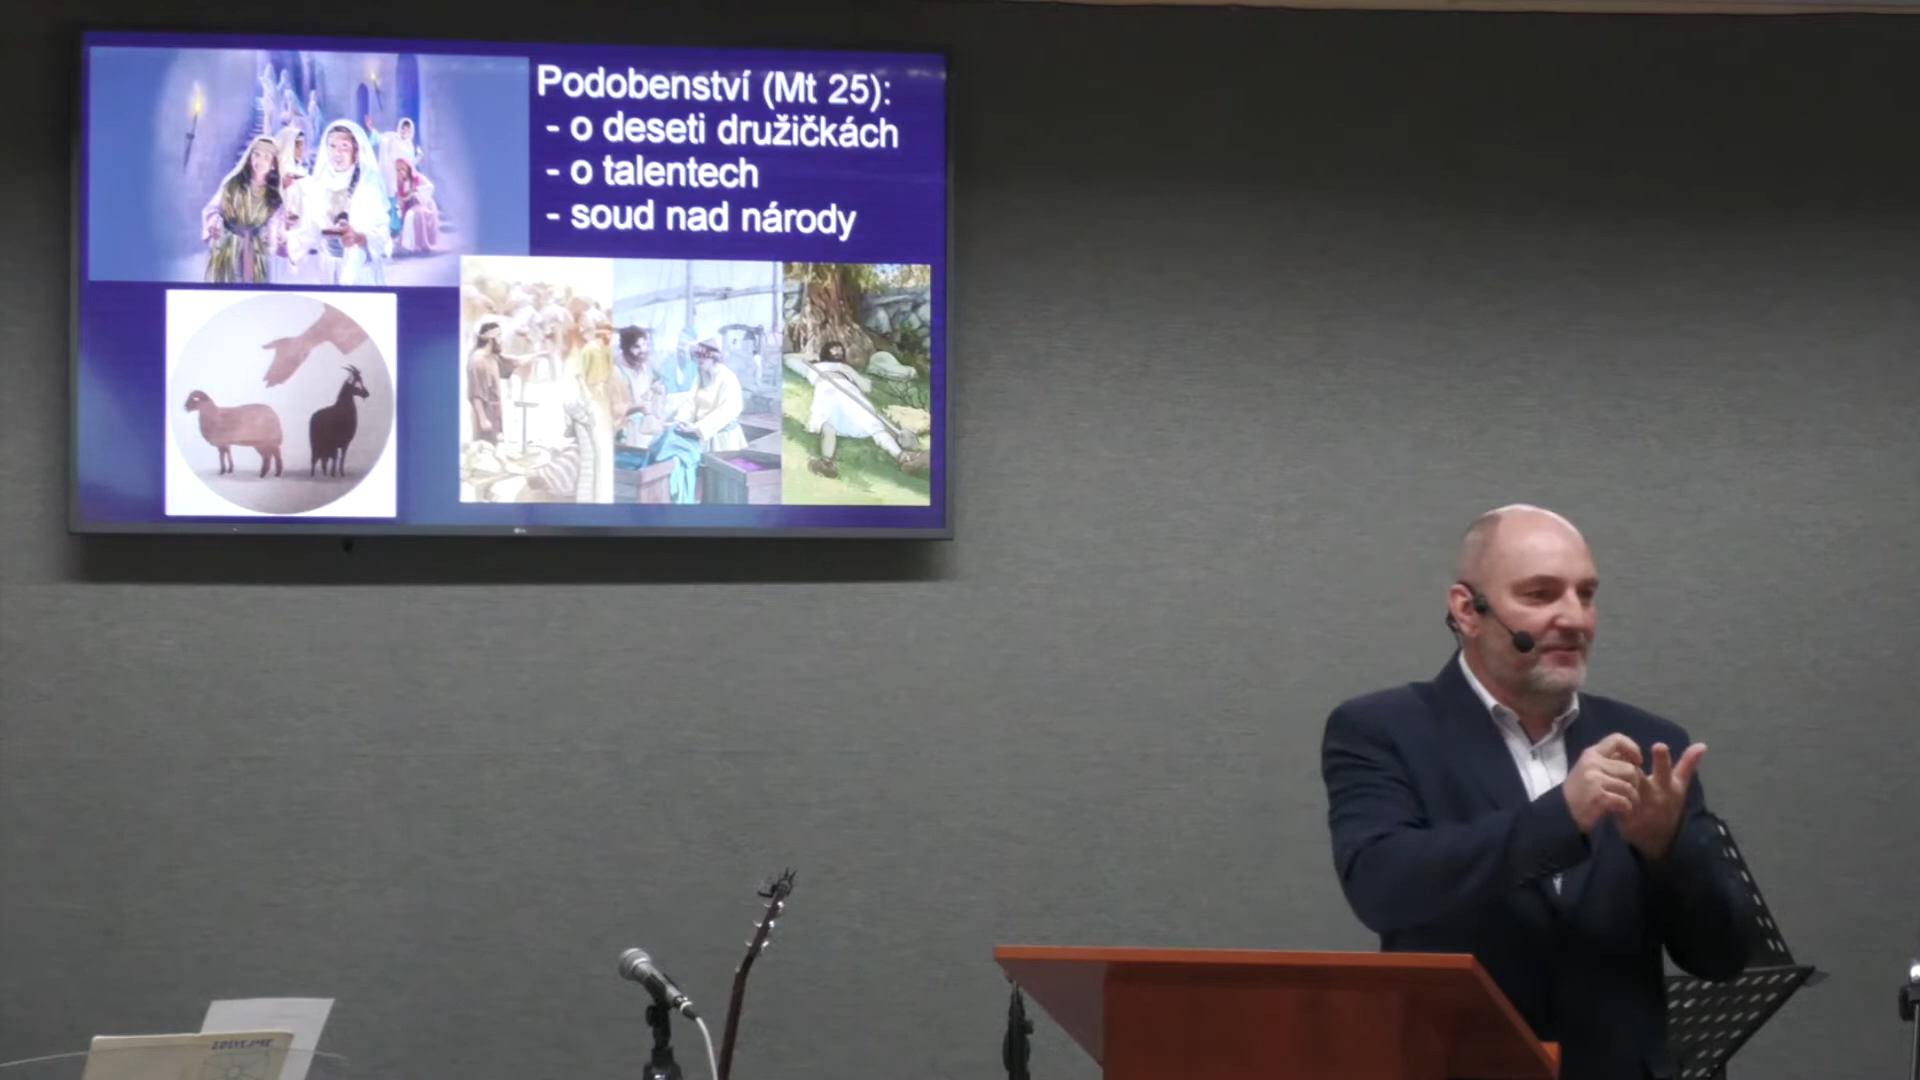 Podobenství (Mt 25):
- o deseti družičkách
- o talentech
- soud nad národy